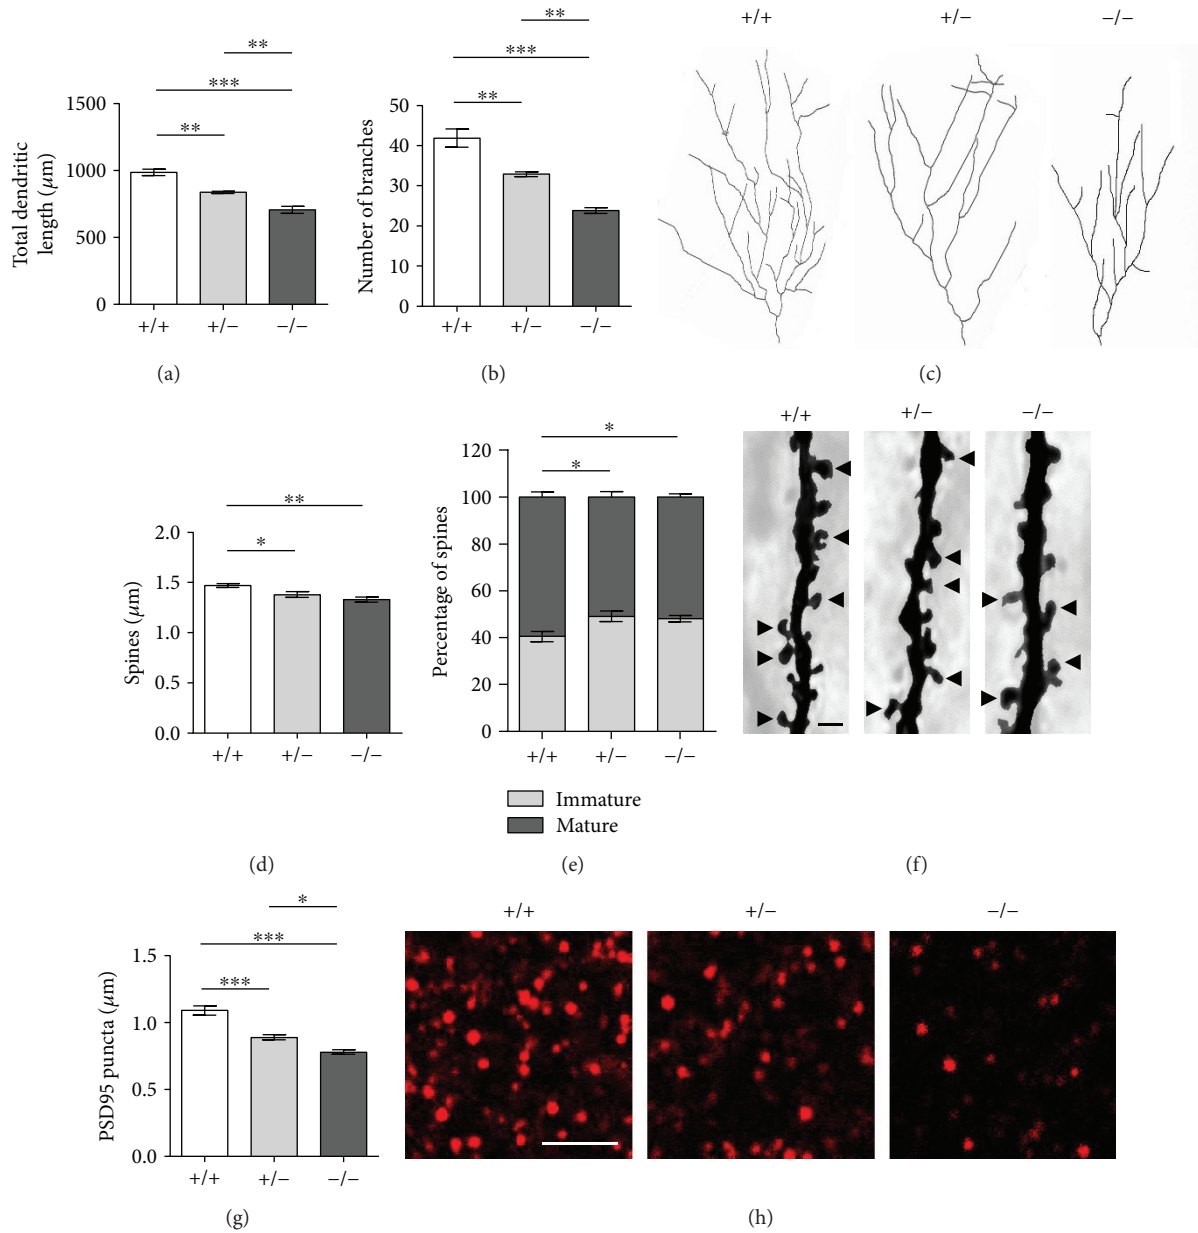 ** ** +/+ +/− −/−
** ***
*** **
**
1500 50
1000 40
500 30
0 20
10
0
Total dendritic
length (μm)
Number of branches
+/+ +/− −/− +/+ +/− −/−
(a) (b) (c)
+/+ +/− −/−
*
*
**
*
2.0
1.5
1.0
0.5
0.0
Spines (μm)
+/+ +/− −/−
120
100
80
60
40
20
0
Percentage of spines
+/+ +/− −/−
Immature
Mature
(d) (e) (f)
*
***
***
1.5
1.0
0.5
0.0
PSD95 puncta (μm)
+/+ +/− −/−
+/+ +/− −/−
(g) (h)